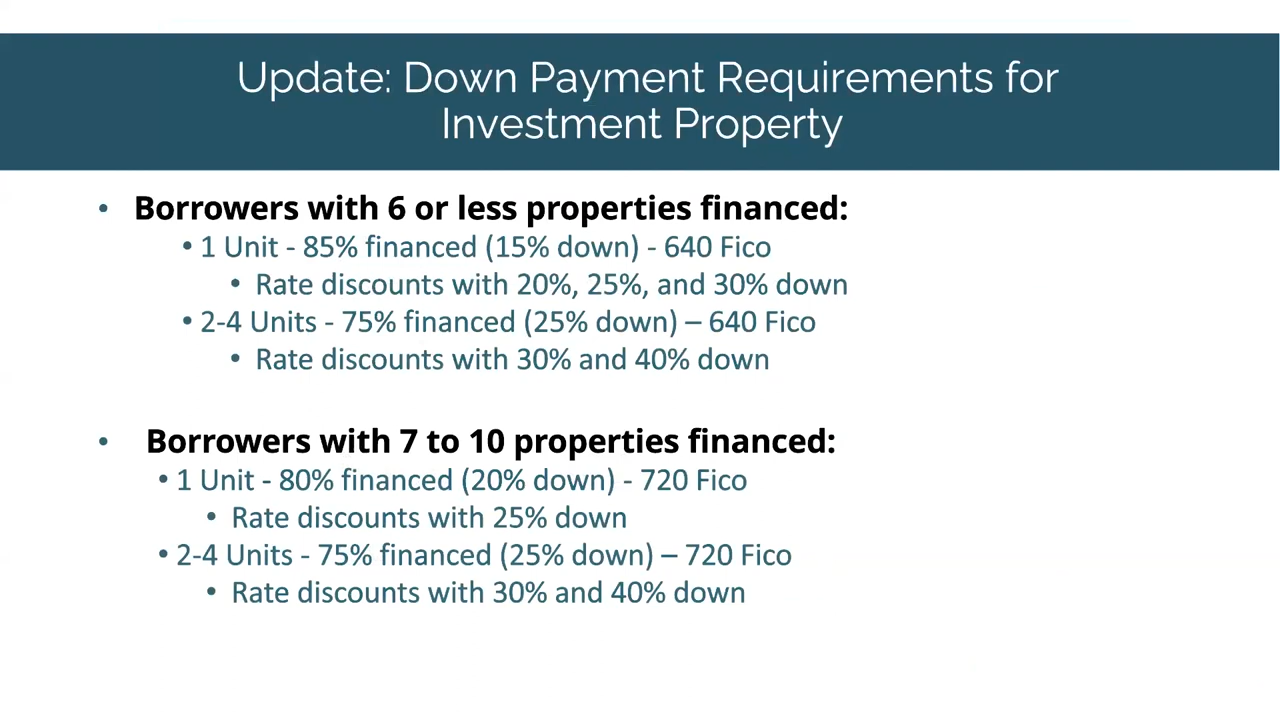 Update: Down Payment Requirements for
Investment Property
• Borrowers with 6 or less properties financed:
• 1 Unit - 85% financed (15% down) - 640 Fico
• Rate discounts with 20%, 25%, and 30% down
• 2-4 Units - 75% financed (25% down) – 640 Fico
• Rate discounts with 30% and 40% down
• Borrowers with 7 to 10 properties financed:
• 1 Unit - 80% financed (20% down) - 720 Fico
• Rate discounts with 25% down
• 2-4 Units - 75% financed (25% down) – 720 Fico
• Rate discounts with 30% and 40% down